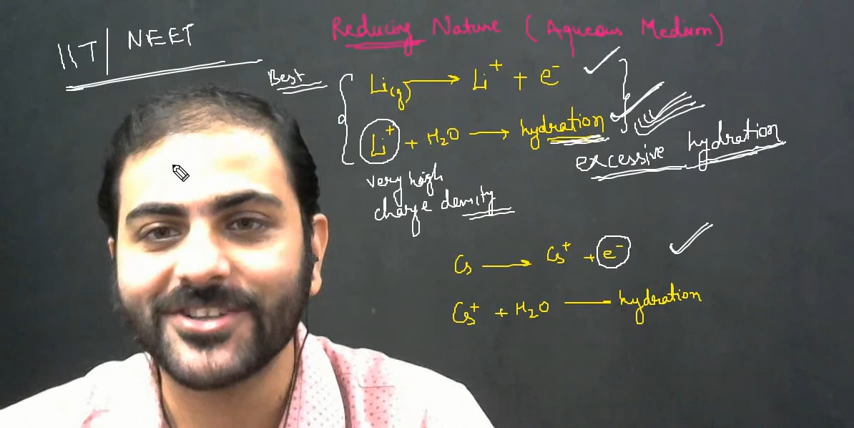 IIT/ NEET
Reducing Nature (Aqueous Medium)
Best
Li(g) → Li⁺ + e⁻
Li⁺ + H₂O → hydration
excessive hydration
very high
charge density
Cs → Cs⁺ + e⁻
Cs⁺ + H₂O — hydration